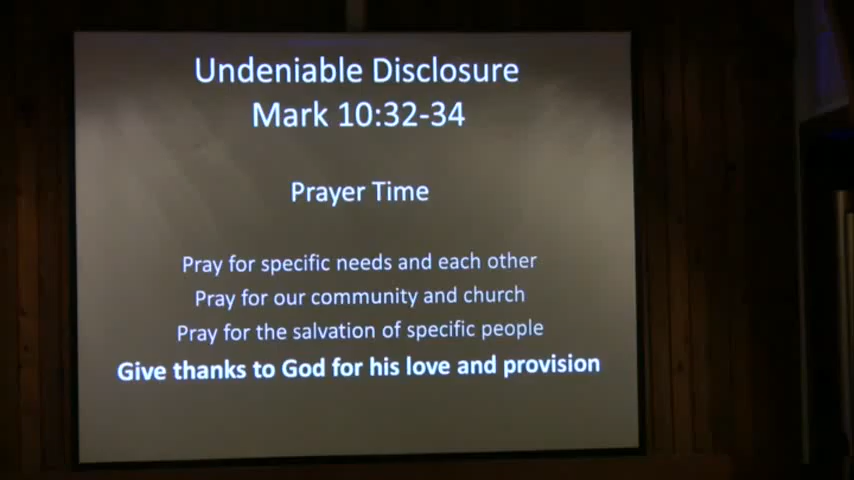 Undeniable Disclosure
Mark 10:32-34
Prayer Time
Pray for specific needs and each other
Pray for our community and church
Pray for the salvation of specific people
Give thanks to God for his love and provision